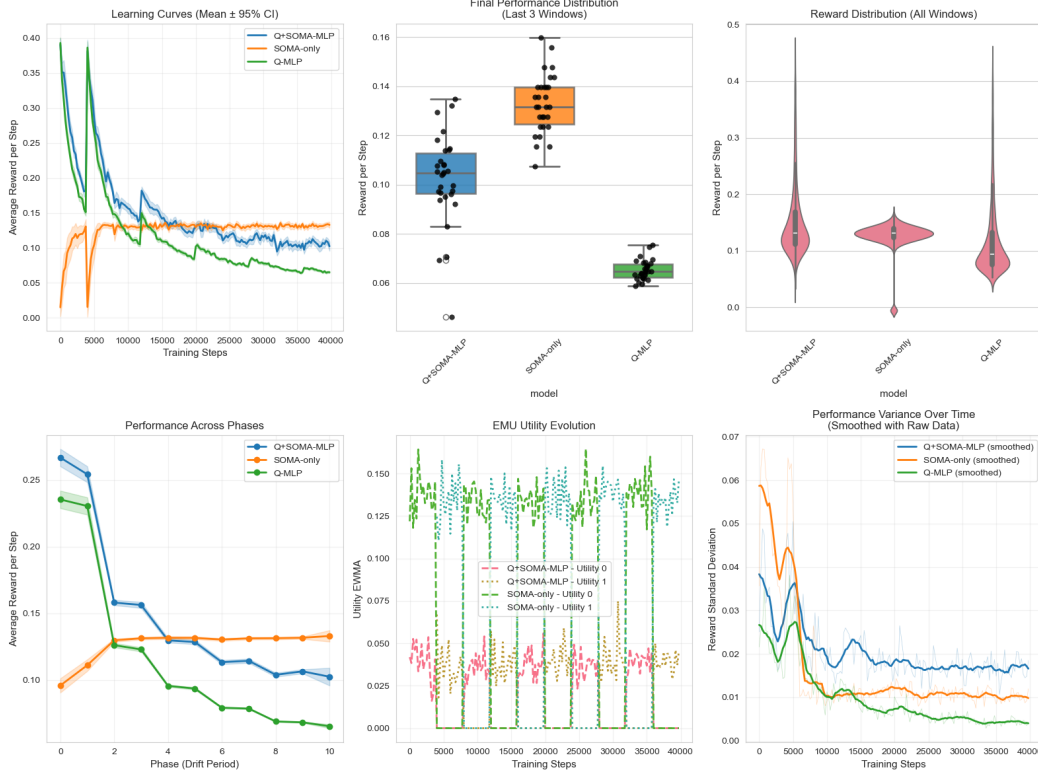 Learning Curves (Mean ± 95% CI)
Q+SOMA-MLP
SOMA-only
Q-MLP
0.40
0.35
0.30
0.25
0.20
0.15
0.10
0.05
0.00
Average Reward per Step
0
5000
10000
15000
20000
25000
30000
35000
40000
Training Steps
Final Performance Distribution
(Last 3 Windows)
0.16
0.14
0.12
0.10
0.08
0.06
Reward per Step
Q+SOMA-MLP
SOMA-only
Q-MLP
model
Reward Distribution (All Windows)
0.5
0.4
0.3
0.2
0.1
0.0
Reward per Step
Q+SOMA-MLP
SOMA-only
Q-MLP
model
Performance Across Phases
Q+SOMA-MLP
SOMA-only
Q-MLP
0.25
0.20
0.15
0.10
Average Reward per Step
0
2
4
6
8
10
Phase (Drift Period)
EMU Utility Evolution
0.150
0.125
0.100
0.075
0.050
0.025
0.000
Utility EWMA
Q+SOMA-MLP - Utility 0
Q+SOMA-MLP - Utility 1
SOMA-only - Utility 0
SOMA-only - Utility 1
0
5000
10000
15000
20000
25000
30000
35000
40000
Training Steps
Performance Variance Over Time
(Smoothed with Raw Data)
Q+SOMA-MLP (smoothed)
SOMA-only (smoothed)
Q-MLP (smoothed)
0.07
0.06
0.05
0.04
0.03
0.02
0.01
0.00
Reward Standard Deviation
0
5000
10000
15000
20000
25000
30000
35000
40000
Training Steps